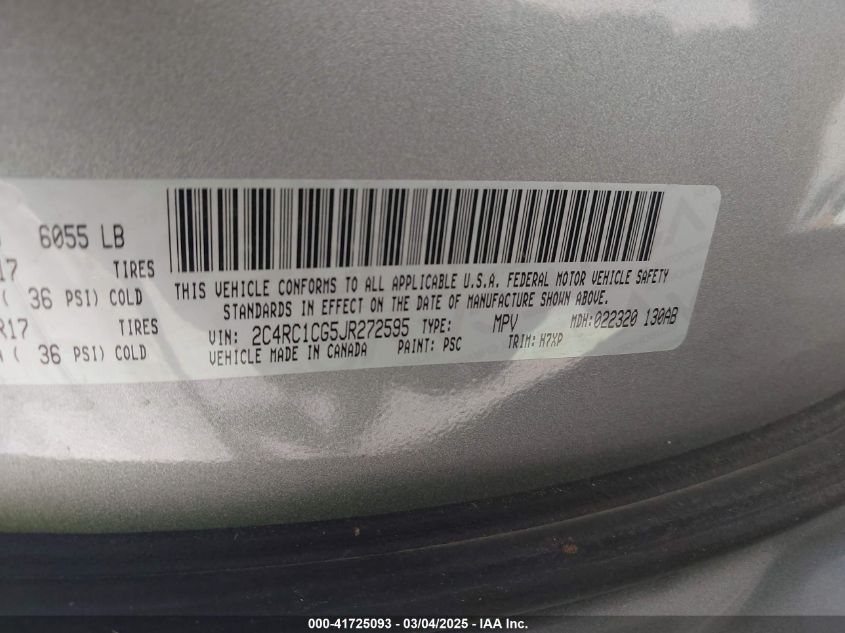 6055 LB
17 TIRES
( 36 PSI) COLD
R17 TIRES
( 36 PSI) COLD
THIS VEHICLE CONFORMS TO ALL APPLICABLE U.S.A. FEDERAL MOTOR VEHICLE SAFETY
STANDARDS IN EFFECT ON THE DATE OF MANUFACTURE SHOWN ABOVE.
VIN: 2C4RC1CG5JR272595 TYPE: MPV MDH:022320 130AB
VEHICLE MADE IN CANADA PAINT: PSC TRIM: H7XP
000-41725093 - 03/04/2025 - IAA Inc.